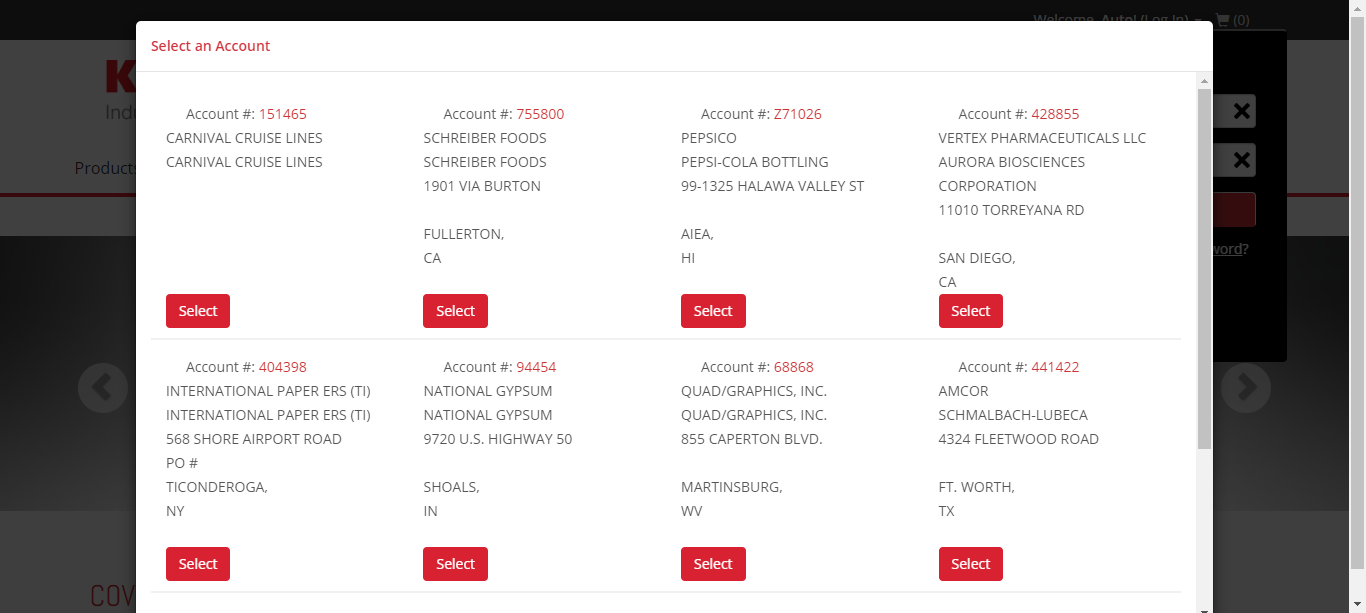 Welcome, Auto! (Log In)
(0)
Select an Account
K
Indu
Products
Account #: 151465
CARNIVAL CRUISE LINES
CARNIVAL CRUISE LINES
Select
Account #: 755800
SCHREIBER FOODS
SCHREIBER FOODS
1901 VIA BURTON
FULLERTON,
CA
Select
Account #: Z71026
PEPSICO
PEPSI-COLA BOTTLING
99-1325 HALAWA VALLEY ST
AIEA,
HI
Select
Account #: 428855
VERTEX PHARMACEUTICALS LLC
AURORA BIOSCIENCES
CORPORATION
11010 TORREYANA RD
SAN DIEGO,
CA
Select
word?
Account #: 404398
INTERNATIONAL PAPER ERS (TI)
INTERNATIONAL PAPER ERS (TI)
568 SHORE AIRPORT ROAD
PO #
TICONDEROGA,
NY
Select
Account #: 94454
NATIONAL GYPSUM
NATIONAL GYPSUM
9720 U.S. HIGHWAY 50
SHOALS,
IN
Select
Account #: 68868
QUAD/GRAPHICS, INC.
QUAD/GRAPHICS, INC.
855 CAPERTON BLVD.
MARTINSBURG,
WV
Select
Account #: 441422
AMCOR
SCHMALBACH-LUBECA
4324 FLEETWOOD ROAD
FT. WORTH,
TX
Select
COV